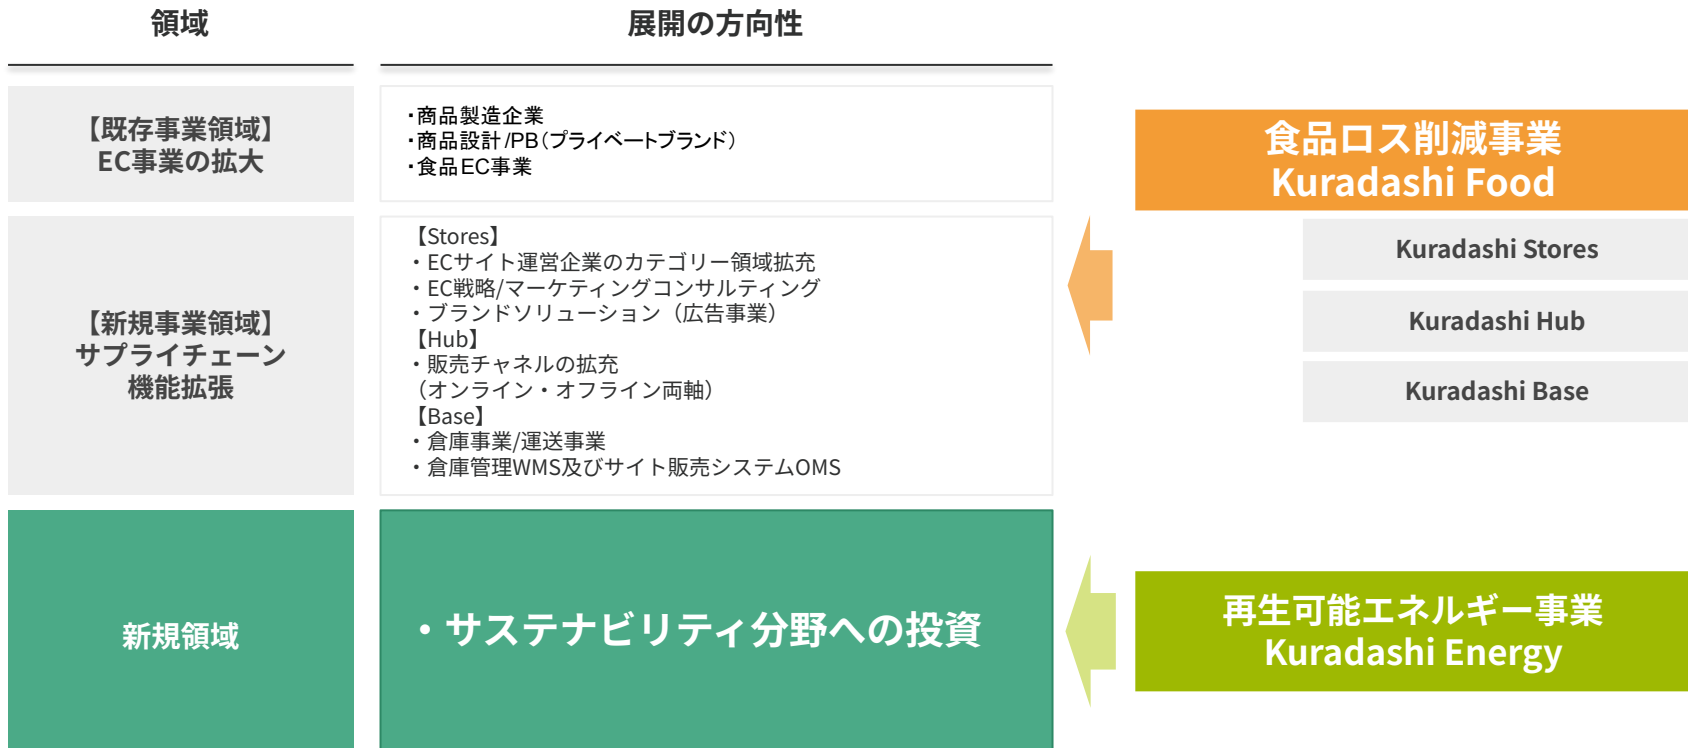 領域
展開の方向性
【既存事業領域】
EC事業の拡大
・商品製造企業
・商品設計/PB（プライベートブランド）
・食品EC事業
【新規事業領域】
サプライチェーン
機能拡張
【Stores】
・ECサイト運営企業のカテゴリー領域拡充
・EC戦略/マーケティングコンサルティング
・ブランドソリューション（広告事業）
【Hub】
・販売チャネルの拡充
（オンライン・オフライン両軸）
【Base】
・倉庫事業/運送事業
・倉庫管理WMS及びサイト販売システムOMS
新規領域
・サステナビリティ分野への投資
食品ロス削減事業
Kuradashi Food
Kuradashi Stores
Kuradashi Hub
Kuradashi Base
再生可能エネルギー事業
Kuradashi Energy